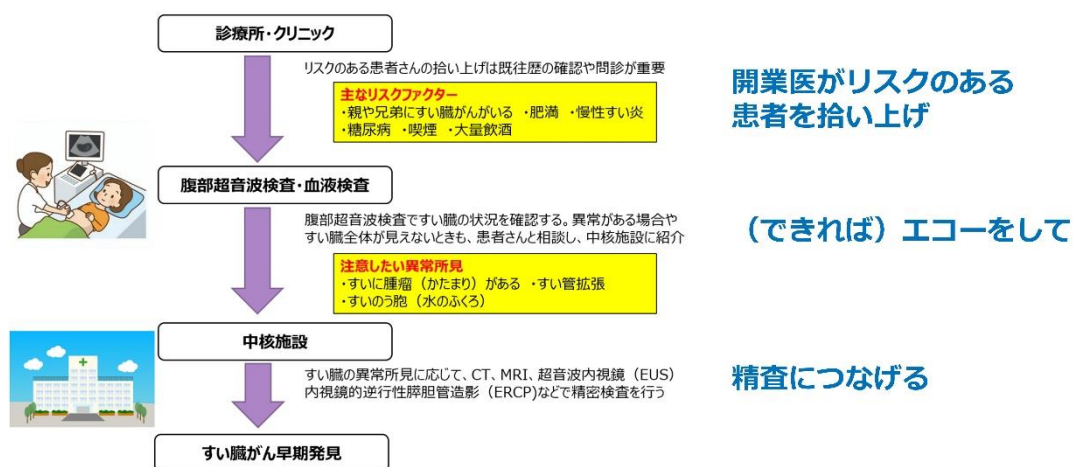 診療所・クリニック
リスクのある患者さんの拾い上げは既往歴の確認や問診が重要
主なリスクファクター
・親や兄弟にすい臓がんがいる ・肥満 ・慢性すい炎
・糖尿病 ・喫煙 ・大量飲酒
開業医がリスクのある
患者を拾い上げ
腹部超音波検査・血液検査
腹部超音波検査ですい臓の状況を確認する。異常がある場合や
すい臓全体が見えないときも、患者さんと相談し、中核施設に紹介
注意したい異常所見
・すいに腫瘤（かたまり）がある ・すい管拡張
・すいのう胞（水のふくろ）
（できれば）エコーをして
中核施設
すい臓の異常所見に応じて、CT、MRI、超音波内視鏡（EUS）
内視鏡的逆行性膵胆管造影（ERCP)などで精密検査を行う
精査につなげる
すい臓がん早期発見